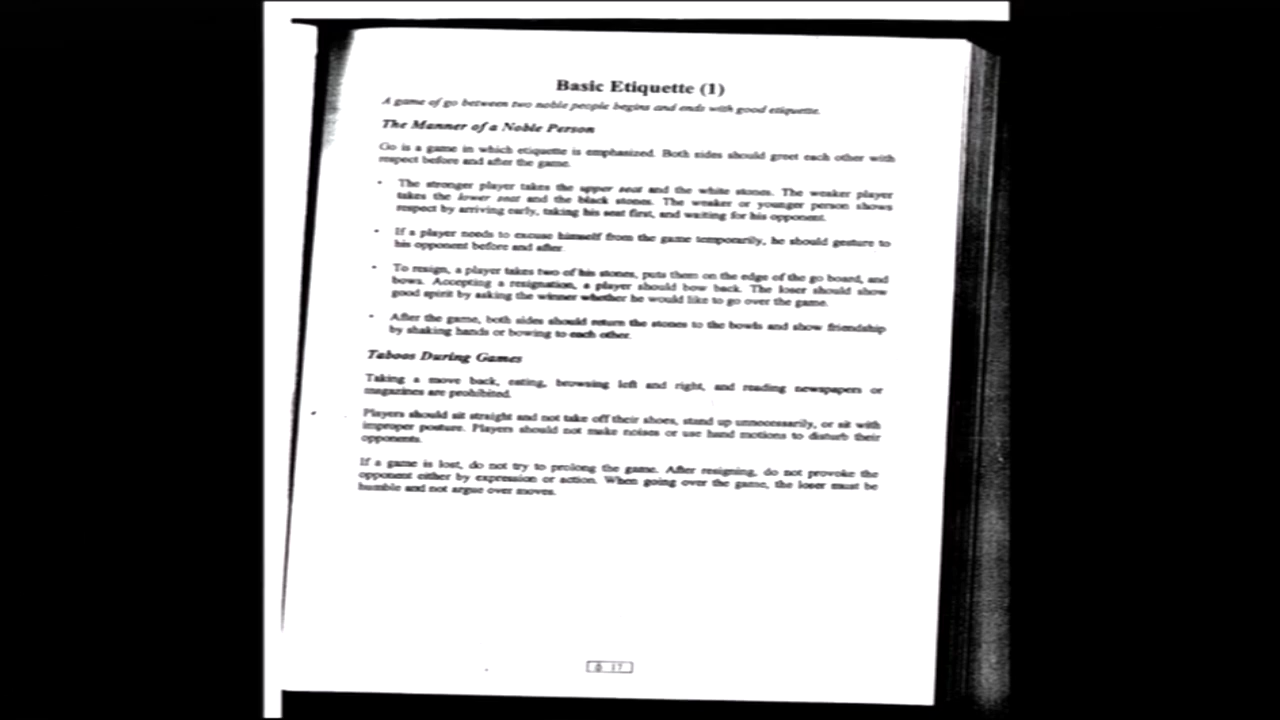 Basic Etiquette (1)
A game of go between two noble people begins and ends with good etiquette.
The Manner of a Noble Person
Go is a game in which etiquette is emphasized. Both sides should greet each other with
respect before and after the game.
• The stronger player takes the upper seat and the white stones. The weaker player
takes the lower seat and the black stones. The weaker or younger person shows
respect by arriving early, taking his seat first, and waiting for his opponent.
• If a player needs to excuse himself from the game temporarily, he should gesture to
his opponent before and after.
• To resign, a player takes two of his stones, puts them on the edge of the go board, and
bows. Accepting a resignation, a player should bow back. The loser should show
good spirit by asking the winner whether he would like to go over the game.
• After the game, both sides should return the stones to the bowls and show friendship
by shaking hands or bowing to each other.
Taboos During Games
Taking a move back, eating, browsing left and right, and reading newspapers or
magazines are prohibited.
Players should sit straight and not take off their shoes, stand up unnecessarily, or sit with
improper posture. Players should not make noises or use hand motions to disturb their
opponents.
If a game is lost, do not try to prolong the game. After resigning, do not provoke the
opponent either by expression or action. When going over the game, the loser must be
humble and not argue over moves.
17